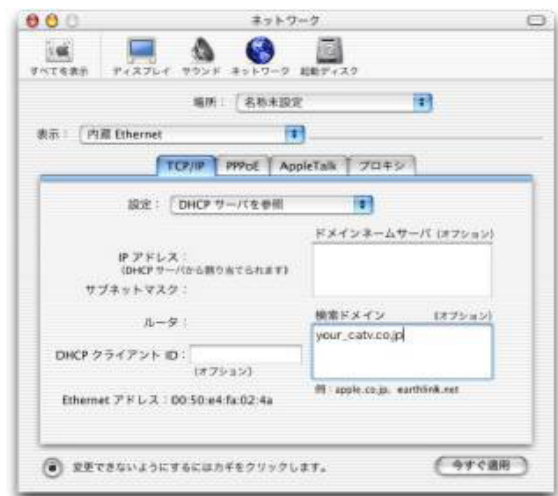 ネットワーク
すべてを表示 ディスプレイ サウンド ネットワーク 起動ディスク
場所： 名称未設定
表示： 内蔵 Ethernet
TCP/IP PPPoE AppleTalk プロキシ
設定： DHCP サーバを参照
ドメインネームサーバ (オプション)
IP アドレス：
(DHCP サーバから割り当てられます)
サブネットマスク：
ルータ：
検索ドメイン (オプション)
your_catv.co.jp
DHCP クライアント ID：
(オプション)
例：apple.co.jp、earthlink.net
Ethernet アドレス：00:50:e4:fa:02:4a
変更できないようにするにはカギをクリックします。
今すぐ適用